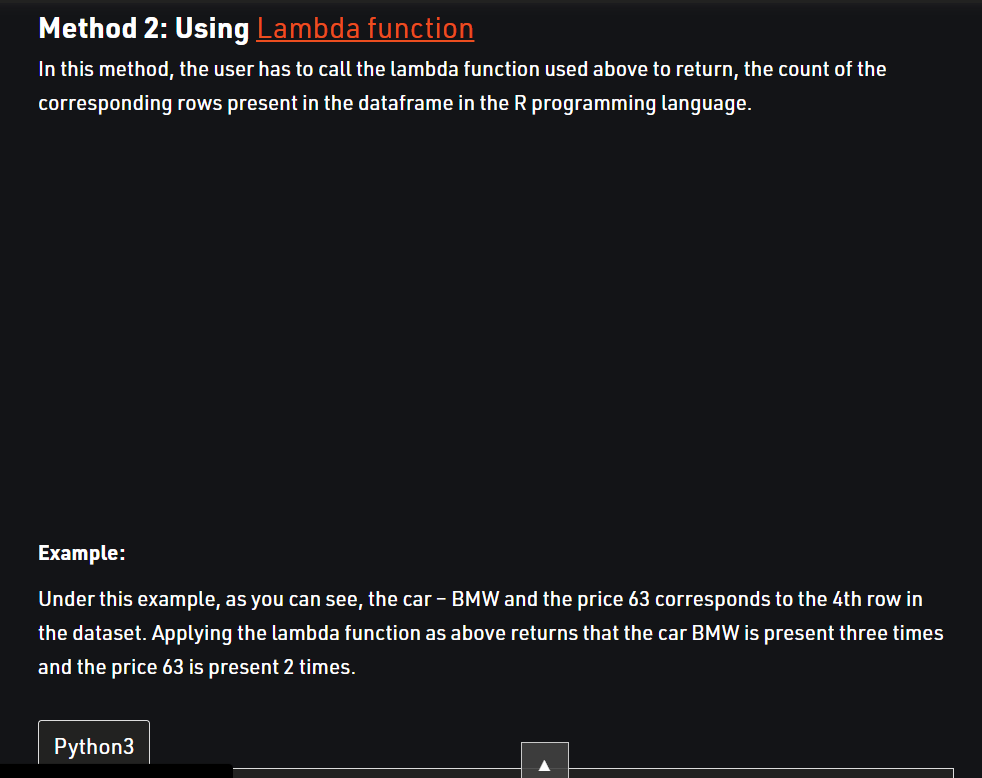 Method 2: Using Lambda function
In this method, the user has to call the lambda function used above to return, the count of the
corresponding rows present in the dataframe in the R programming language.
Example:
Under this example, as you can see, the car – BMW and the price 63 corresponds to the 4th row in
the dataset. Applying the lambda function as above returns that the car BMW is present three times
and the price 63 is present 2 times.
Python3